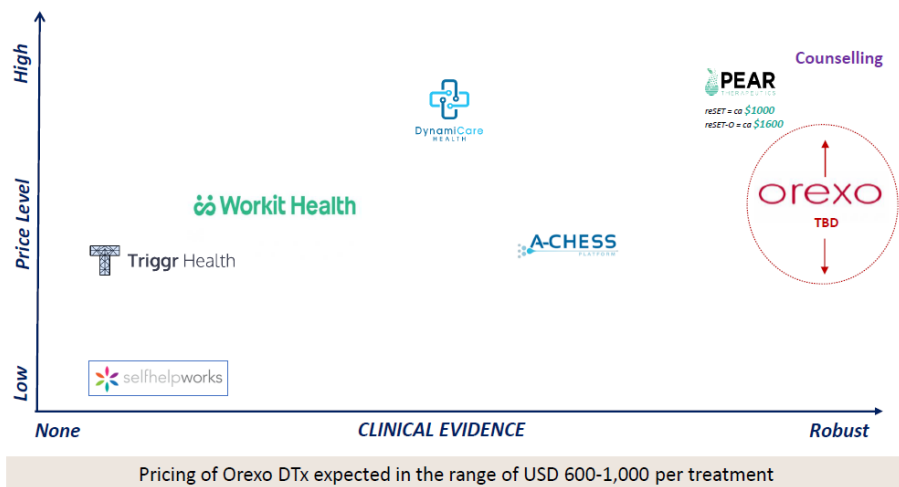 High
Counselling
PEAR
THERAPEUTICS
reSET = ca $1000
reSET-O = ca $1600
DynamiCare
HEALTH
orexo
TBD
Workit Health
Price Level
A-CHESS
PLATFORM
Triggr Health
selfhelpworks
Low
None
CLINICAL EVIDENCE
Robust
Pricing of Orexo DTx expected in the range of USD 600-1,000 per treatment